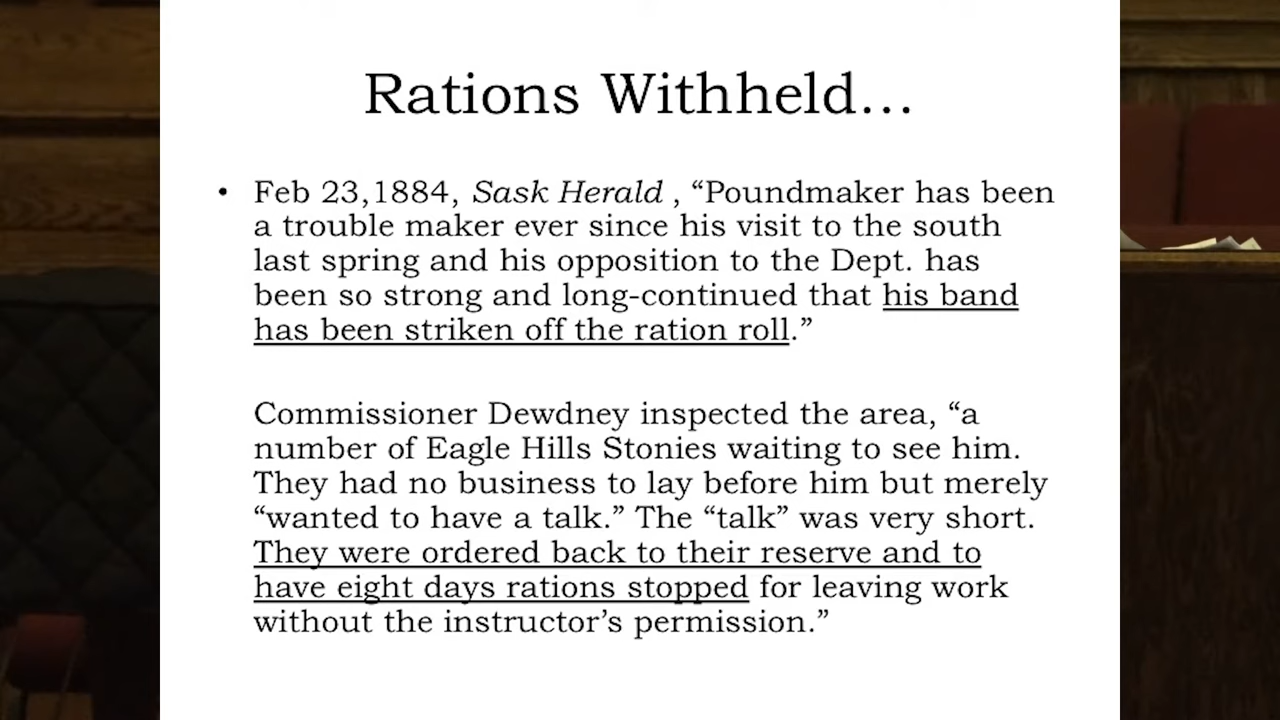 Rations Withheld...
• Feb 23,1884, Sask Herald , “Poundmaker has been
a trouble maker ever since his visit to the south
last spring and his opposition to the Dept. has
been so strong and long-continued that his band
has been striken off the ration roll.”
Commissioner Dewdney inspected the area, “a
number of Eagle Hills Stonies waiting to see him.
They had no business to lay before him but merely
“wanted to have a talk.” The “talk” was very short.
They were ordered back to their reserve and to
have eight days rations stopped for leaving work
without the instructor’s permission.”